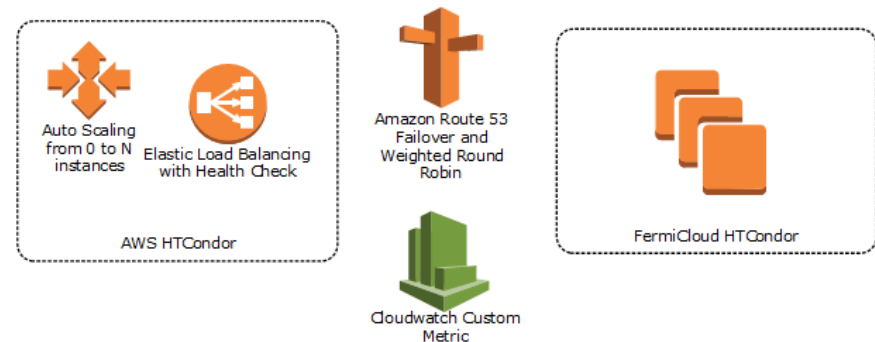 Auto Scaling
from 0 to N
instances
Elastic Load Balancing
with Health Check
AWS HTCondor
Amazon Route 53
Failover and
Weighted Round
Robin
Cloudwatch Custom
Metric
FermiCloud HTCondor